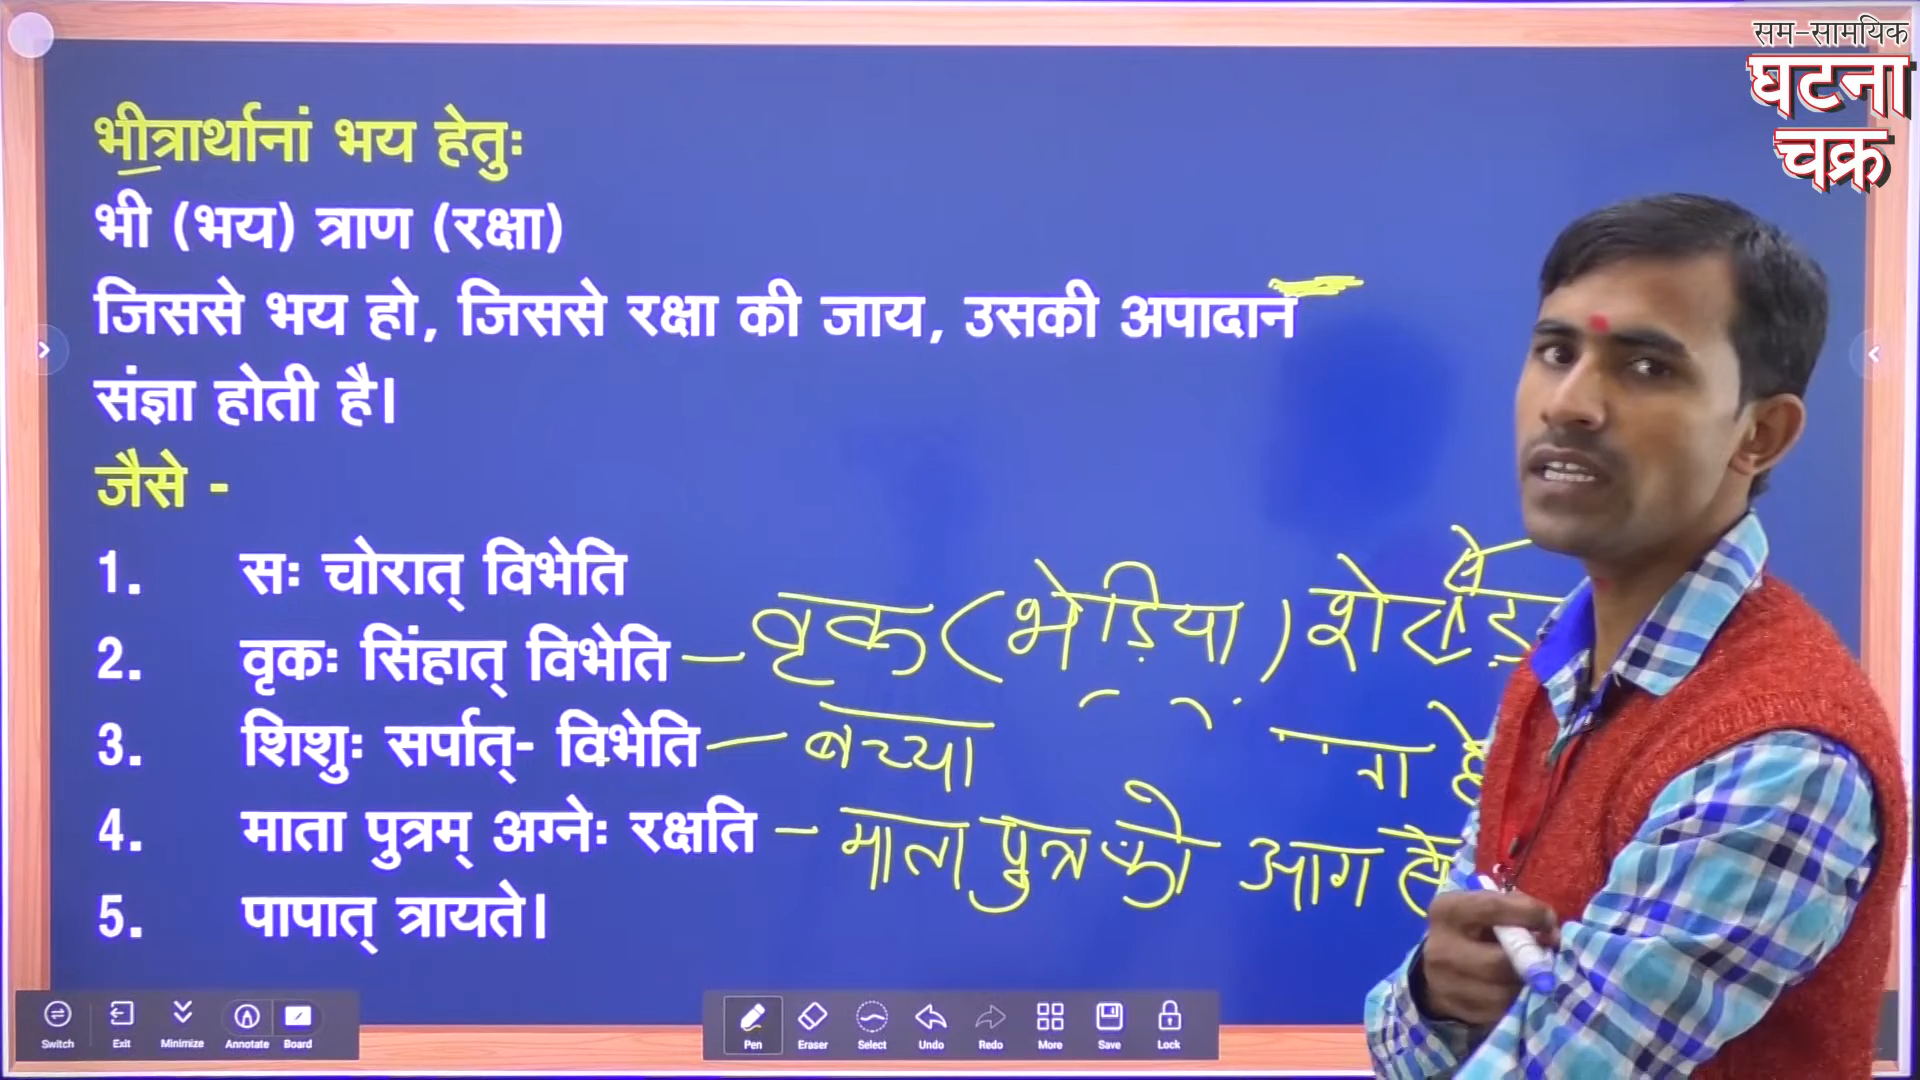 सम-सामयिक
घटना
चक्र
भीत्रार्थानां भय हेतुः
भी (भय) त्राण (रक्षा)
जिससे भय हो, जिससे रक्षा की जाय, उसकी अपादान
संज्ञा होती है।
जैसे -
1. सः चोरात् विभेति
2. वृकः सिंहात् विभेति – वृक (भेड़िया) शेर से
3. शिशुः सर्पात्- विभेति – बच्चा
4. माता पुत्रम् अग्नेः रक्षति – माता पुत्र को आग से
5. पापात् त्रायते।
Switch Exit Minimize Annotate Board Pen Eraser Select Undo Redo More Save Lock